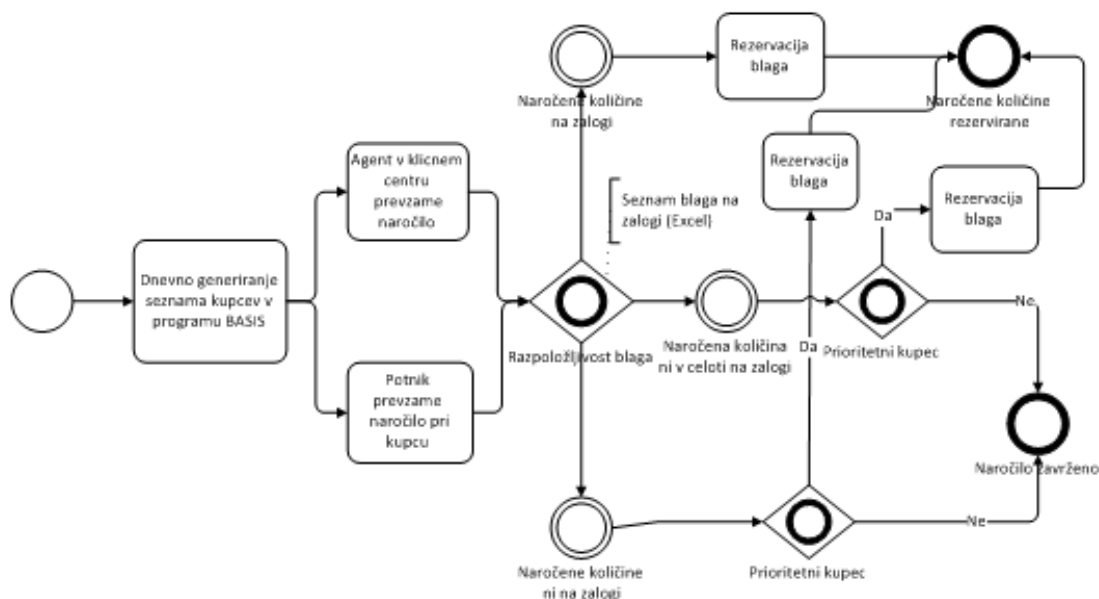 Rezervacija
blaga
Naročene količine
na zalogi
Naročene količine
rezervirane
Agent v klicnem
centru
prevzame
naročilo
Rezervacija
blaga
Seznam blaga na
zalogi (Excel)
Rezervacija
blaga
Da
Dnevno generiranje
seznama kupcev v
programu BASIS
Ne
Razpoložljivost blaga
Naročena količina
ni v celoti na zalogi
Da
Prioritetni kupec
Potnik
prevzame
naročilo pri
kupcu
Naročilo zavrženo
Ne
Naročene količine
ni na zalogi
Prioritetni kupec